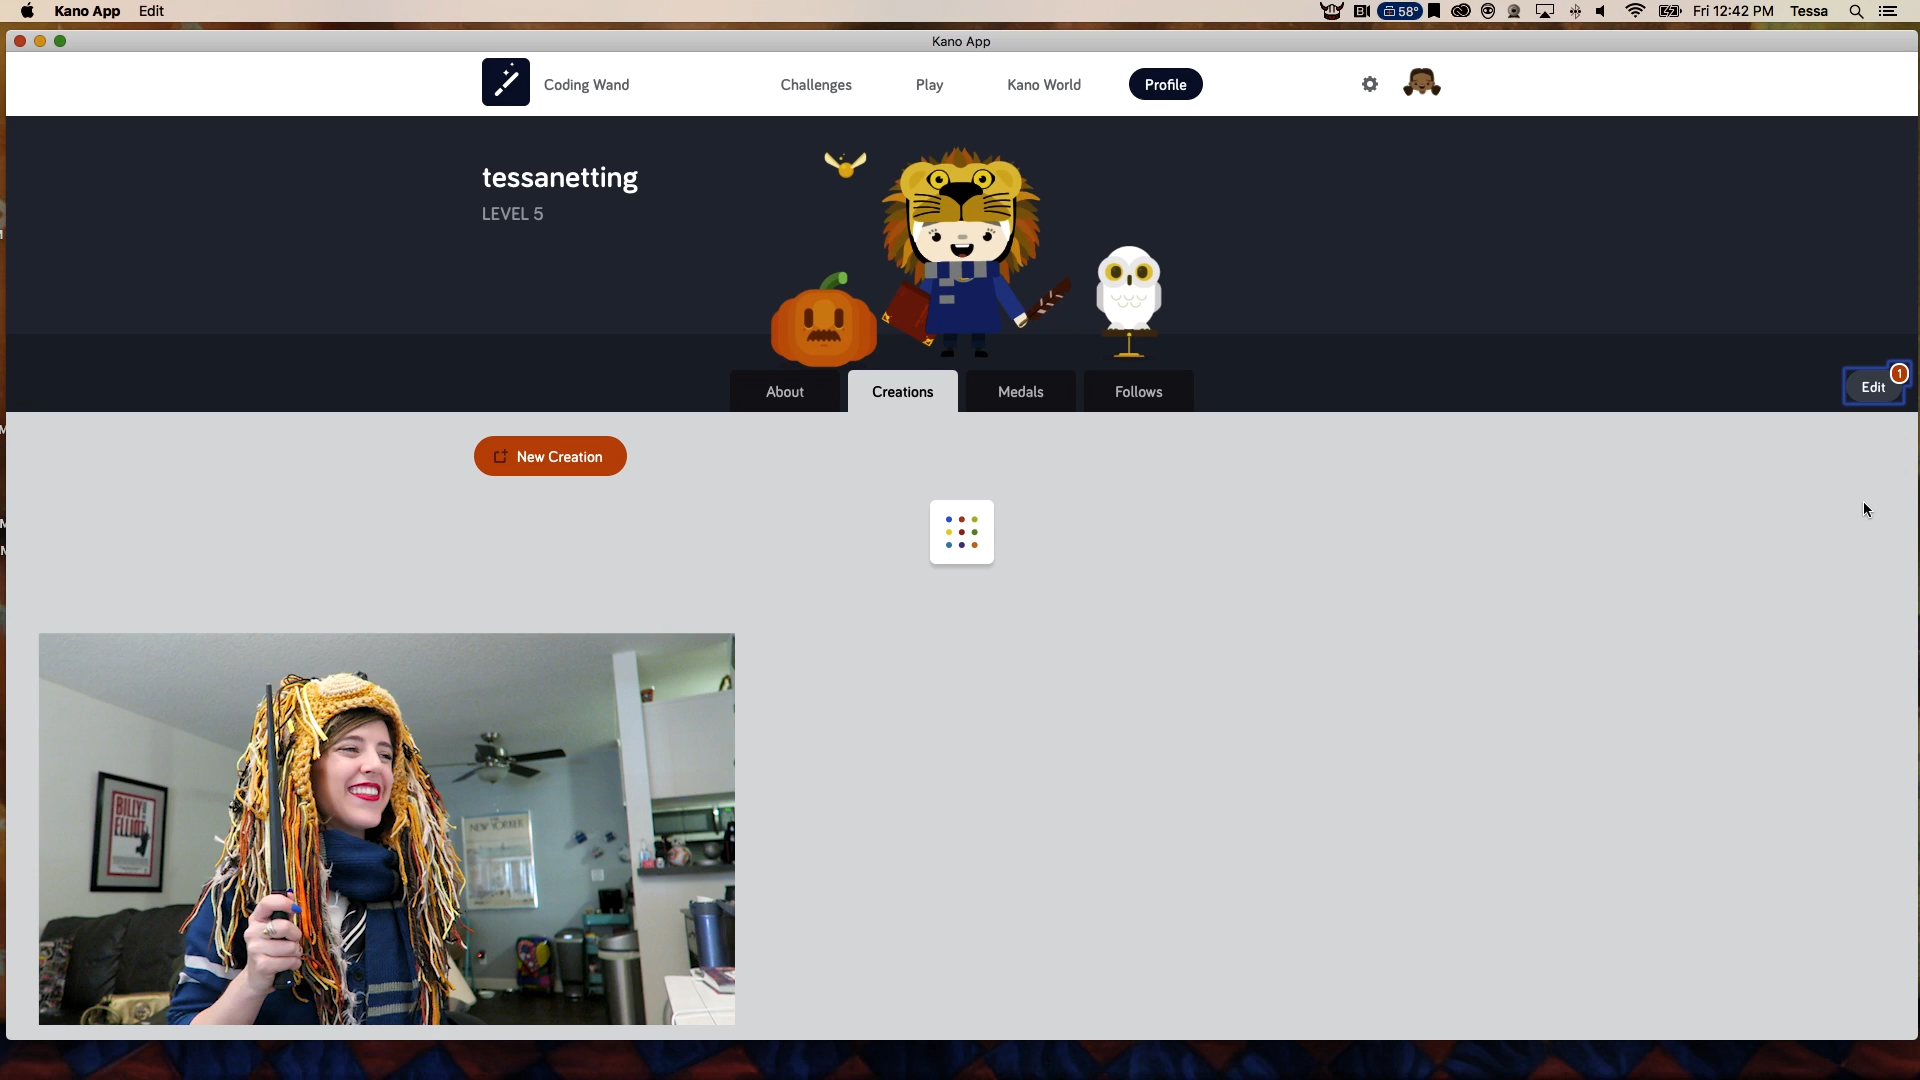 Kano App Edit
58° Fri 12:42 PM Tessa
Kano App
Coding Wand Challenges Play Kano World Profile
tessanetting
LEVEL 5
About Creations Medals Follows Edit 1
New Creation
BILLY
ELLIOT
NEW YORKER